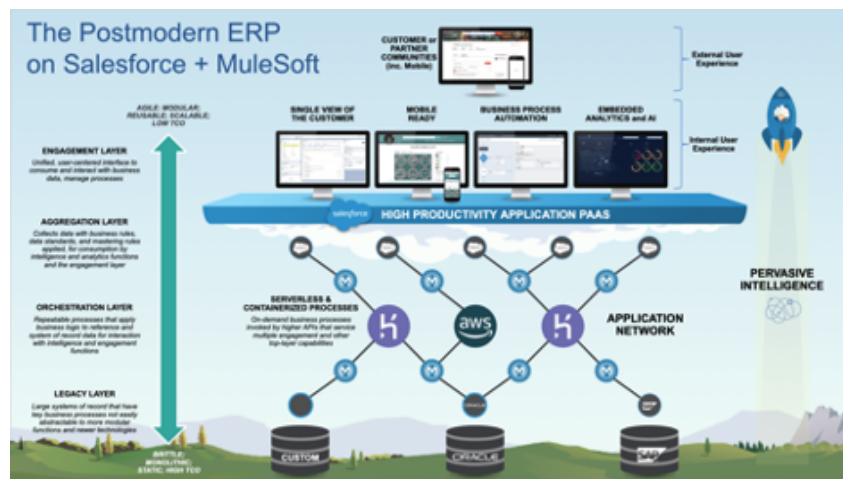 The Postmodern ERP
on Salesforce + MuleSoft
CUSTOMER or
PARTNER
COMMUNITIES
(inc. Mobile)
External User
Experience
AGILE: MODULAR;
REUSABLE; SCALABLE;
LOW TCO
SINGLE VIEW OF
THE CUSTOMER
MOBILE
READY
BUSINESS PROCESS
AUTOMATION
EMBEDDED
ANALYTICS and AI
Internal User
Experience
ENGAGEMENT LAYER
Unified, user-centered interface to
consume and interact with business
data, manage processes
salesforce
HIGH PRODUCTIVITY APPLICATION PAAS
AGGREGATION LAYER
Collects data with business rules,
data standards, and mastering rules
applied, for consumption by
intelligence and analytics functions
and the engagement layer
PERVASIVE
INTELLIGENCE
ORCHESTRATION LAYER
Repeatable processes that apply
business logic to reference and
system of record data for interaction
with intelligence and engagement
functions
SERVERLESS &
CONTAINERIZED PROCESSES
On-demand business processes
invoked by higher APIs that service
multiple engagement and other
top-layer capabilities
aws
APPLICATION
NETWORK
LEGACY LAYER
Large systems of record that have
key business processes not easily
abstractable to more modular
functions and newer technologies
BRITTLE;
MONOLITHIC;
STATIC; HIGH TCO
CUSTOM
ORACLE
SAP